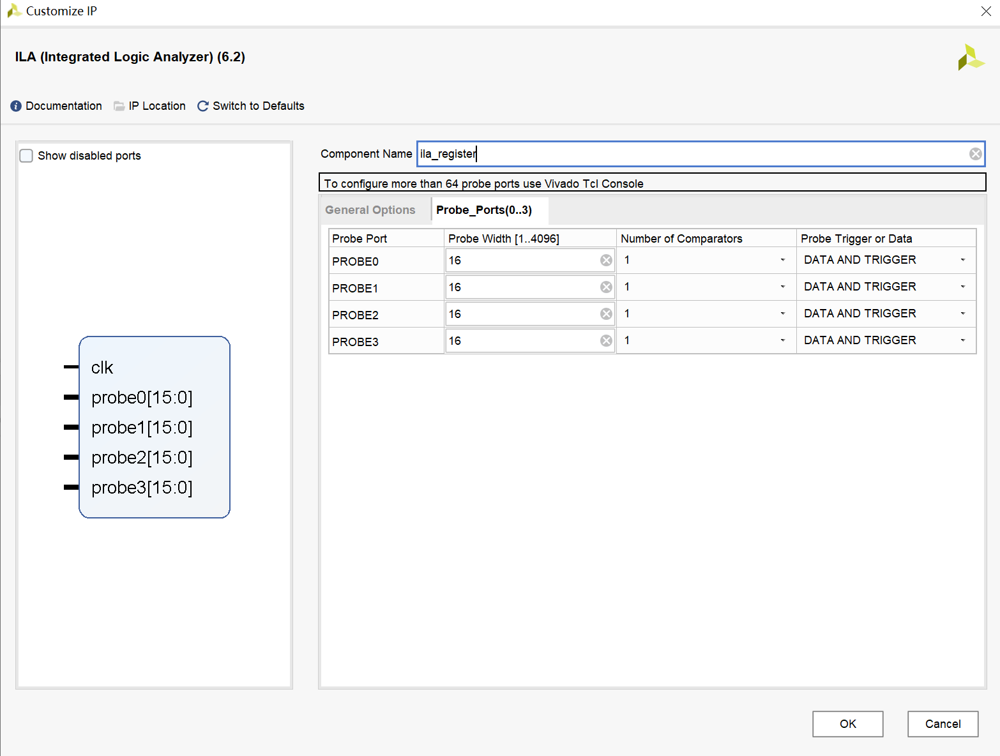 Customize IP
ILA (Integrated Logic Analyzer) (6.2)
Documentation IP Location Switch to Defaults
Show disabled ports
clk
probe0[15:0]
probe1[15:0]
probe2[15:0]
probe3[15:0]
Component Name ila_register
To configure more than 64 probe ports use Vivado Tcl Console
General Options Probe_Ports(0..3)
Probe Port Probe Width [1..4096] Number of Comparators Probe Trigger or Data
PROBE0 16 1 DATA AND TRIGGER
PROBE1 16 1 DATA AND TRIGGER
PROBE2 16 1 DATA AND TRIGGER
PROBE3 16 1 DATA AND TRIGGER
OK Cancel